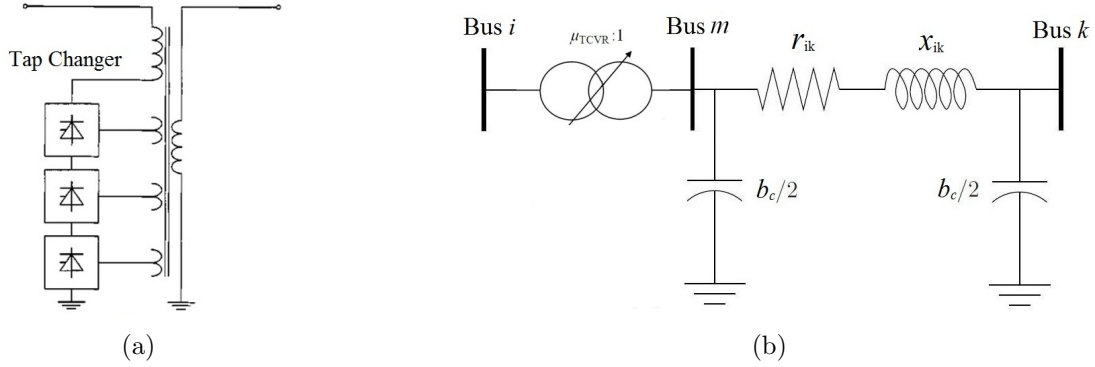 Tap Changer
(a)
Bus i
μTCVR:1
Bus m
rik
xik
Bus k
bc/2
bc/2
(b)